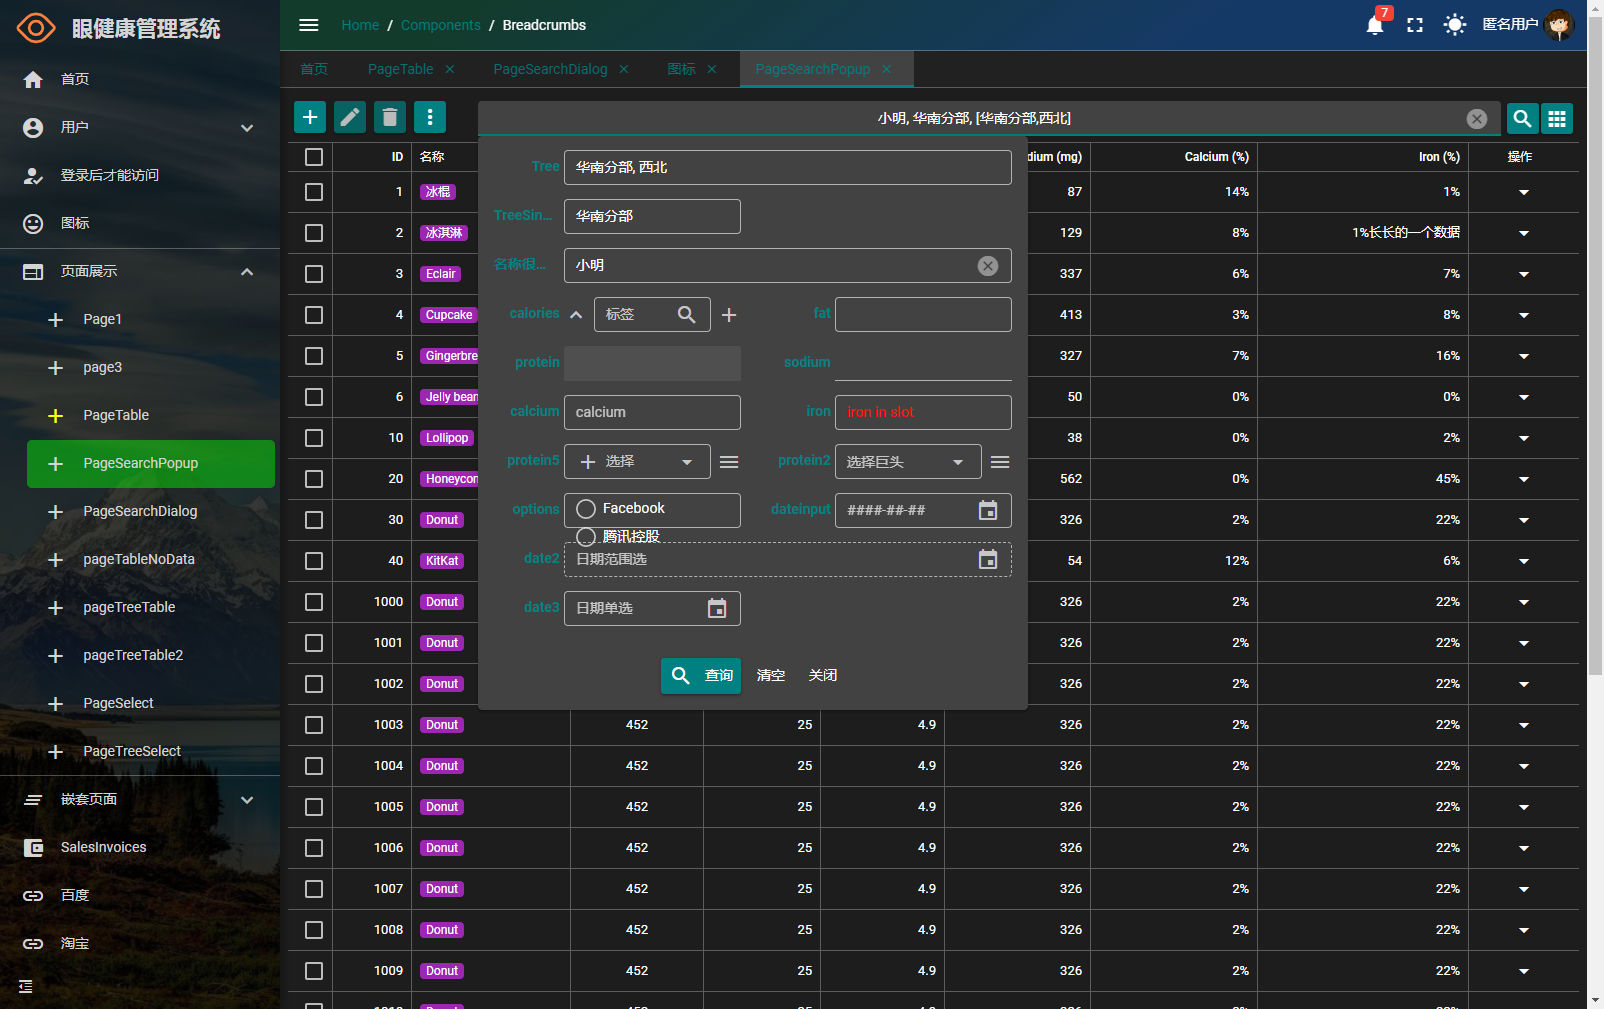 眼健康管理系统
首页
用户
登录后才能访问
图标
页面展示
Page1
page3
PageTable
PageSearchPopup
PageSearchDialog
pageTableNoData
pageTreeTable
pageTreeTable2
PageSelect
PageTreeSelect
嵌套页面
SalesInvoices
百度
淘宝
Home / Components / Breadcrumbs
7
匿名用户
首页 PageTable PageSearchDialog 图标 PageSearchPopup
小明, 华南分部, [华南分部,西北]
ID 名称 dium (mg) Calcium (%) Iron (%) 操作
1 冰棍 87 14% 1%
2 冰淇淋 129 8% 1%长长的一个数据
3 Eclair 337 6% 7%
4 Cupcake 413 3% 8%
5 Gingerbre 327 7% 16%
6 Jelly bean 50 0% 0%
10 Lollipop 38 0% 2%
20 Honeycon 562 0% 45%
30 Donut 326 2% 22%
40 KitKat 54 12% 6%
1000 Donut 326 2% 22%
1001 Donut 326 2% 22%
1002 Donut 326 2% 22%
1003 Donut 452 25 4.9 326 2% 22%
1004 Donut 452 25 4.9 326 2% 22%
1005 Donut 452 25 4.9 326 2% 22%
1006 Donut 452 25 4.9 326 2% 22%
1007 Donut 452 25 4.9 326 2% 22%
1008 Donut 452 25 4.9 326 2% 22%
1009 Donut 452 25 4.9 326 2% 22%
Tree 华南分部, 西北
TreeSin... 华南分部
名称很... 小明
calories 标签 fat
protein sodium
calcium calcium iron iron in slot
protein5 选择 protein2 选择巨头
options Facebook dateinput ####-##-##
腾讯控股
date2 日期范围选
date3 日期单选
查询 清空 关闭